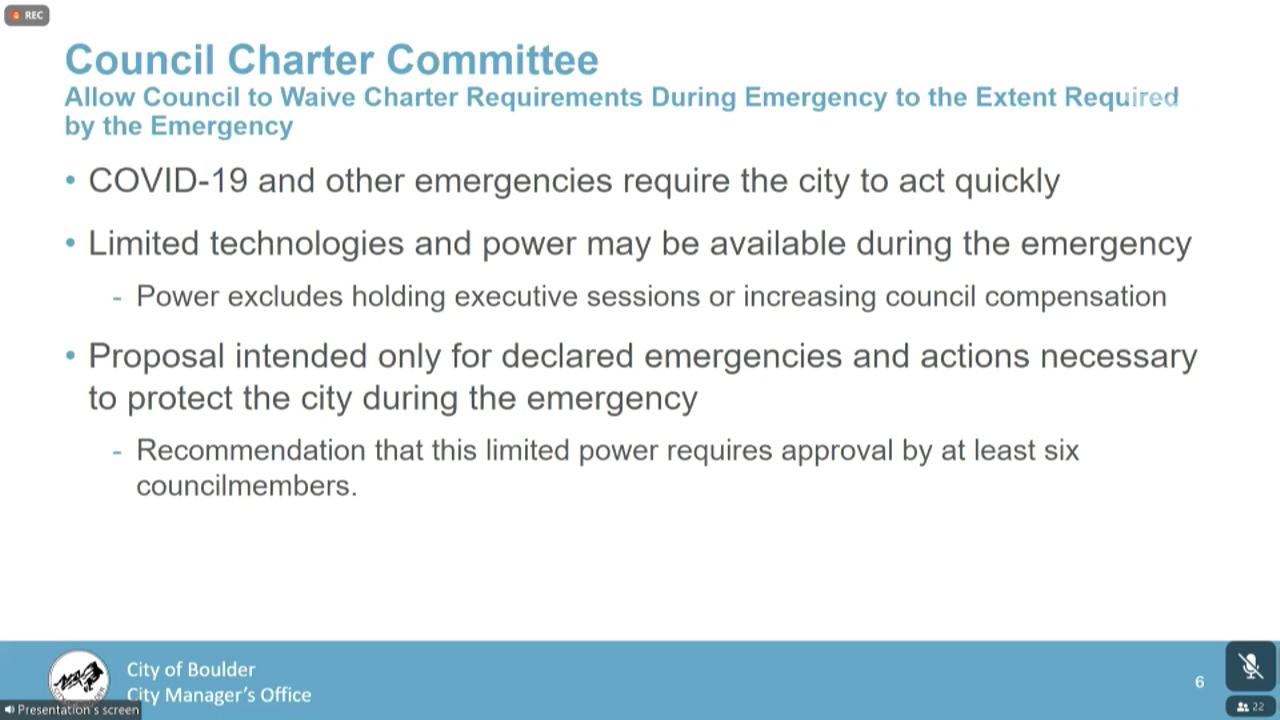 REC
Council Charter Committee
Allow Council to Waive Charter Requirements During Emergency to the Extent Required
by the Emergency
• COVID-19 and other emergencies require the city to act quickly
• Limited technologies and power may be available during the emergency
- Power excludes holding executive sessions or increasing council compensation
• Proposal intended only for declared emergencies and actions necessary
to protect the city during the emergency
- Recommendation that this limited power requires approval by at least six
councilmembers.
City of Boulder
City Manager's Office
6
Presentation's screen
22